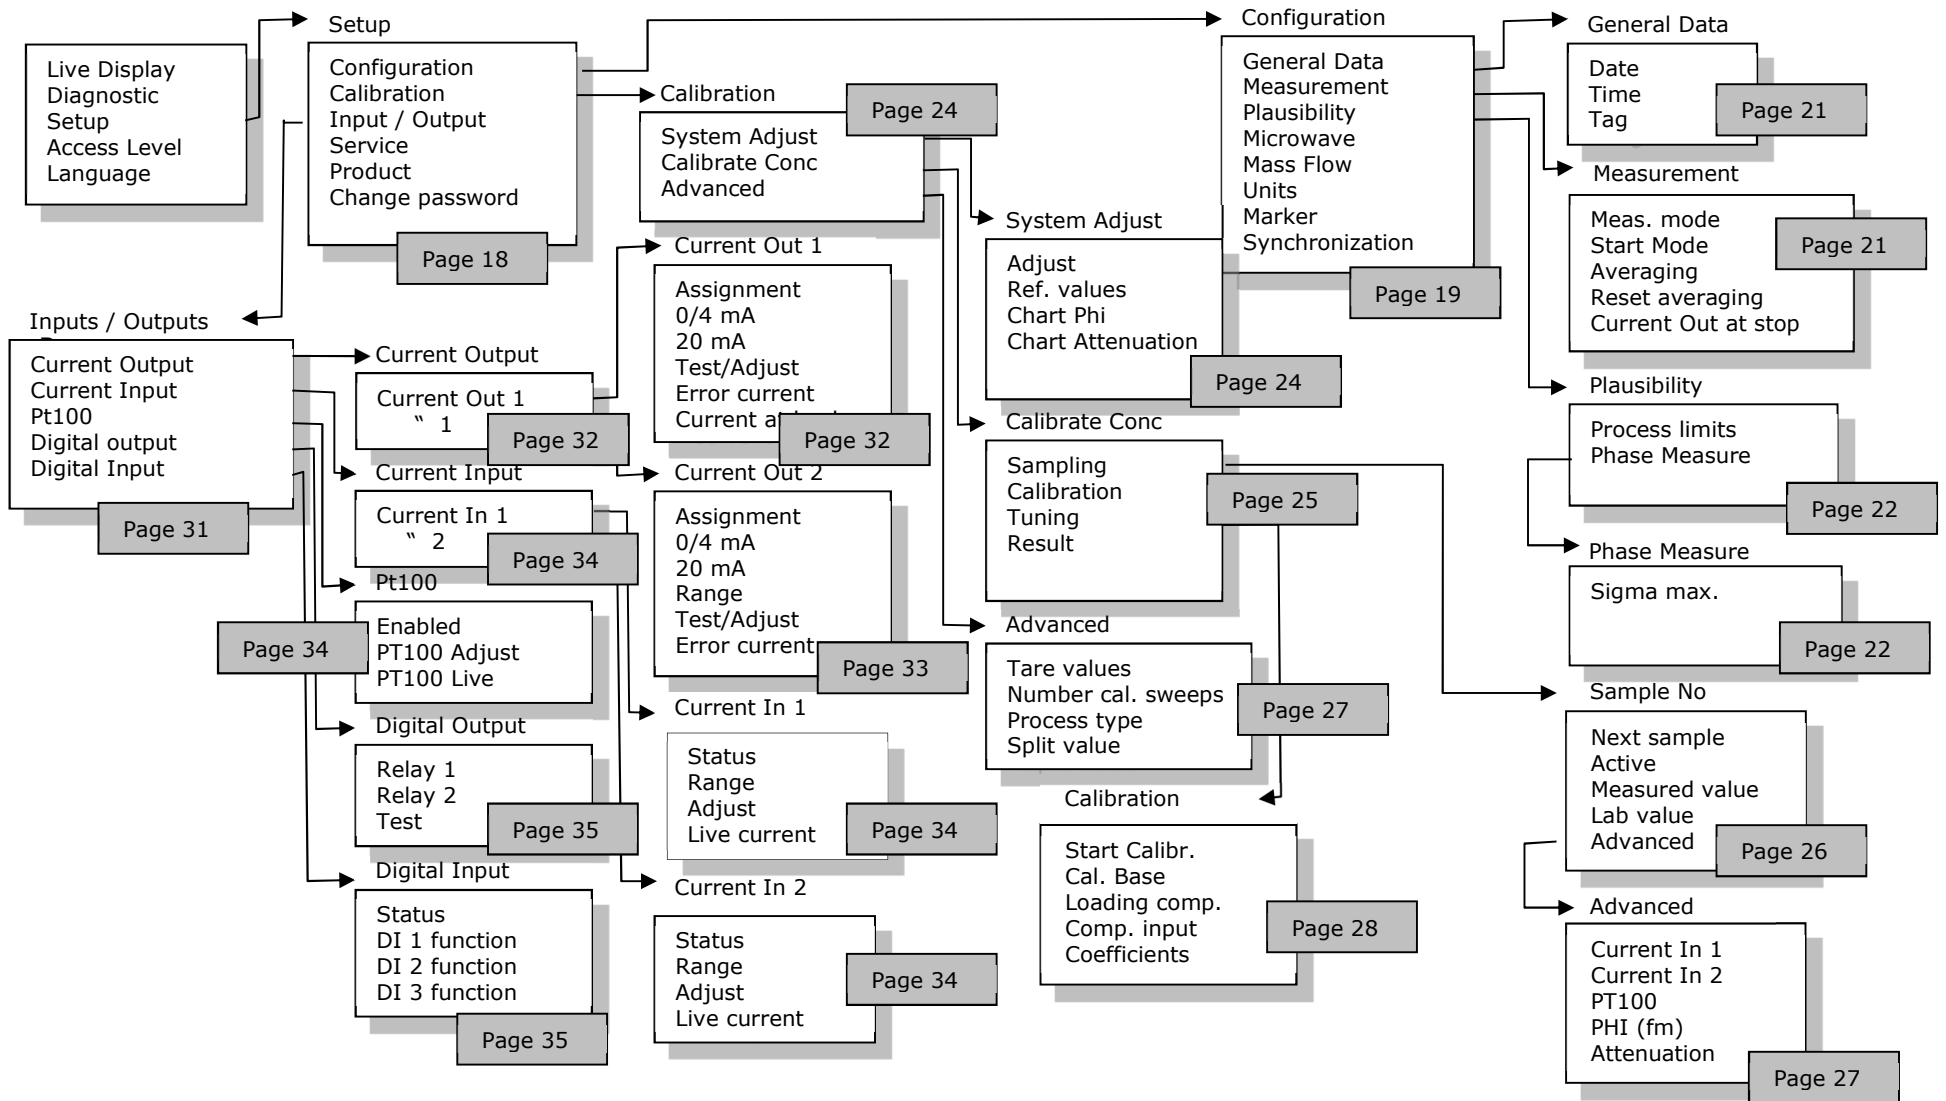 Live Display
Diagnostic
Setup
Access Level
Language
Setup
Configuration
Calibration
Input / Output
Service
Product
Change password
Page 18
Calibration
Page 24
System Adjust
Calibrate Conc
Advanced
Configuration
General Data
Measurement
Plausibility
Microwave
Mass Flow
Units
Marker
Synchronization
Page 19
General Data
Date
Time
Tag
Page 21
Measurement
Meas. mode
Start Mode
Averaging
Reset averaging
Current Out at stop
Page 21
Plausibility
Process limits
Phase Measure
Page 22
Phase Measure
Sigma max.
Page 22
Inputs / Outputs
Current Output
Current Input
Pt100
Digital output
Digital Input
Page 31
Current Output
Current Out 1
“ 1
Page 32
Current Input
Current In 1
“ 2
Page 34
Pt100
Enabled
PT100 Adjust
PT100 Live
Page 34
Digital Output
Relay 1
Relay 2
Test
Page 35
Digital Input
Status
DI 1 function
DI 2 function
DI 3 function
Page 35
Current Out 1
Assignment
0/4 mA
20 mA
Test/Adjust
Error current
Current
Page 32
Current Out 2
Assignment
0/4 mA
20 mA
Range
Test/Adjust
Error current
Page 33
Current In 1
Status
Range
Adjust
Live current
Page 34
Current In 2
Status
Range
Adjust
Live current
Page 34
System Adjust
Adjust
Ref. values
Chart Phi
Chart Attenuation
Page 24
Calibrate Conc
Sampling
Calibration
Tuning
Result
Page 25
Advanced
Tare values
Number cal. sweeps
Process type
Split value
Page 27
Calibration
Start Calibr.
Cal. Base
Loading comp.
Comp. input
Coefficients
Page 28
Sample No
Next sample
Active
Measured value
Lab value
Advanced
Page 26
Advanced
Current In 1
Current In 2
PT100
PHI (fm)
Attenuation
Page 27